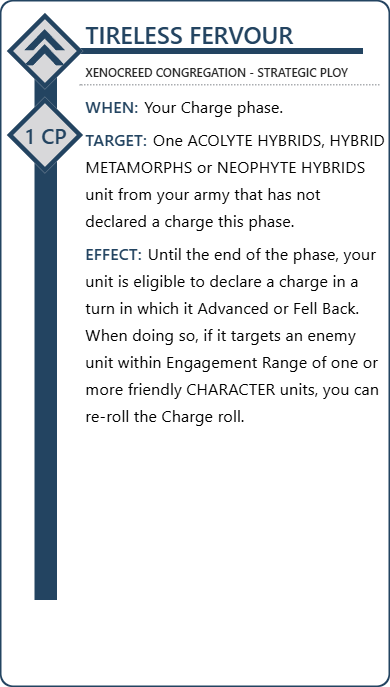 TIRELESS FERVOUR
XENOCREED CONGREGATION - STRATEGIC PLOY
WHEN: Your Charge phase.
1 CP
TARGET: One ACOLYTE HYBRIDS, HYBRID
METAMORPHS or NEOPHYTE HYBRIDS
unit from your army that has not
declared a charge this phase.
EFFECT: Until the end of the phase, your
unit is eligible to declare a charge in a
turn in which it Advanced or Fell Back.
When doing so, if it targets an enemy
unit within Engagement Range of one or
more friendly CHARACTER units, you can
re-roll the Charge roll.